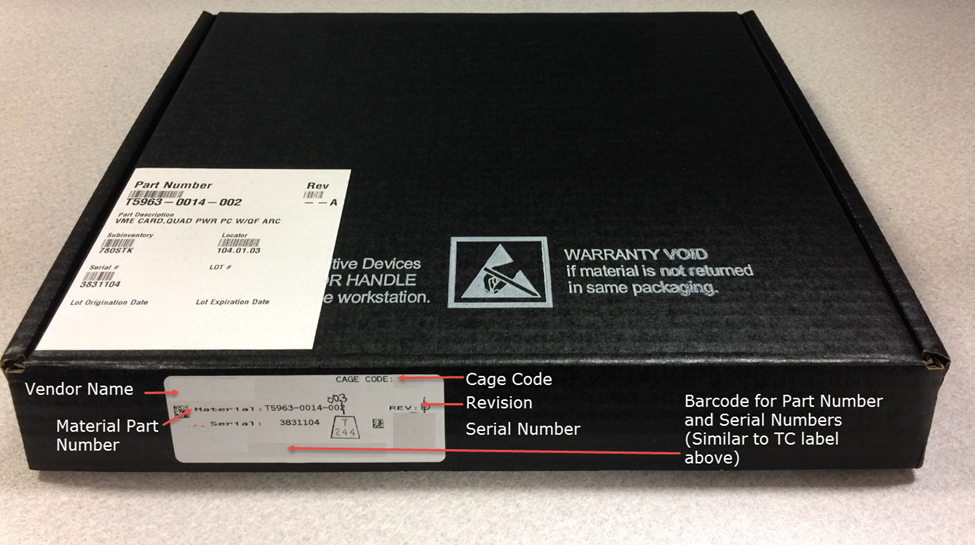 Part Number
Rev
T5963-0014-002
--A
Part Description
VME CARD,QUAD PWR PC W/QF ARC
Subinventory
Locator
780STK
104.01.03
Serial #
LOT #
3831104
Lot Origination Date
Lot Expiration Date
tive Devices
OR HANDLE
e workstation.
WARRANTY VOID
if material is not returned
in same packaging.
CAGE CODE:
Cage Code
Vendor Name
003
Material: T5963-0014-002
REV:
Revision
Material Part
Number
Serial: 3831104
T
244
Serial Number
Barcode for Part Number
and Serial Numbers
(Similar to TC label
above)